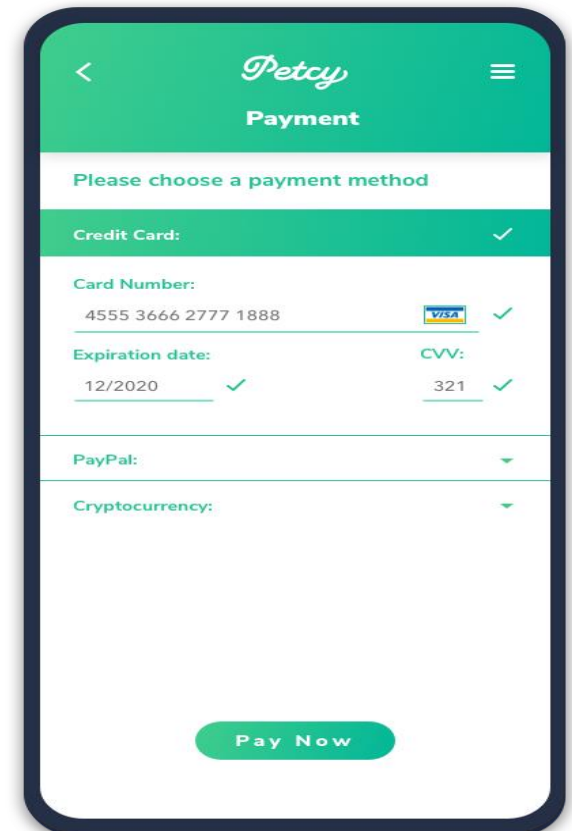 Petcy
Payment
Please choose a payment method
Credit Card:
Card Number:
4555 3666 2777 1888 VISA
Expiration date: CVV:
12/2020 321
PayPal:
Cryptocurrency:
Pay Now